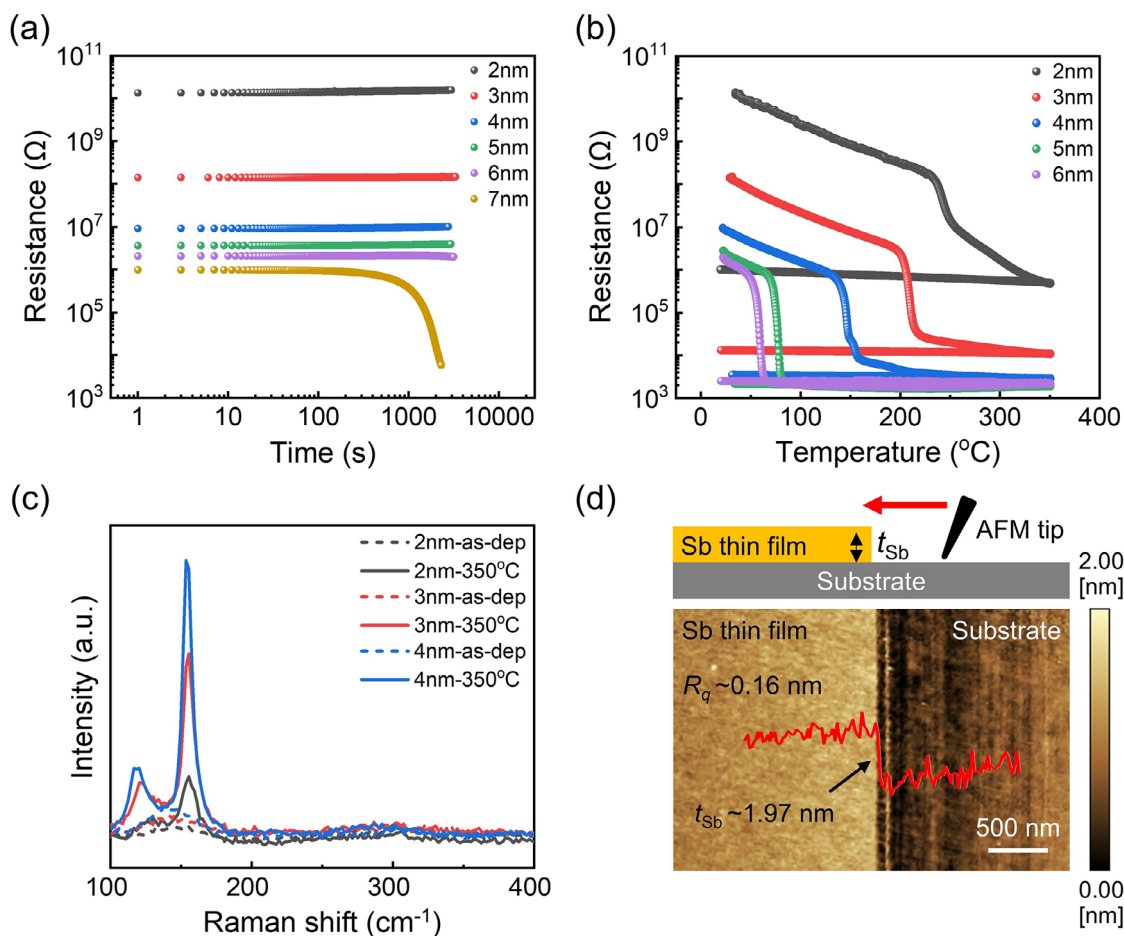 (a)
10¹¹
10⁹
10⁷
10⁵
10³
Resistance (Ω)
1
10
100
1000
10000
Time (s)
2nm
3nm
4nm
5nm
6nm
7nm
(b)
10¹¹
10⁹
10⁷
10⁵
10³
Resistance (Ω)
0
100
200
300
400
Temperature (°C)
2nm
3nm
4nm
5nm
6nm
(c)
Intensity (a.u.)
100
200
300
400
Raman shift (cm⁻¹)
2nm-as-dep
2nm-350°C
3nm-as-dep
3nm-350°C
4nm-as-dep
4nm-350°C
(d)
Sb thin film
t_Sb
AFM tip
Substrate
2.00
[nm]
Sb thin film
Substrate
R_q ~0.16 nm
t_Sb ~1.97 nm
500 nm
0.00
[nm]